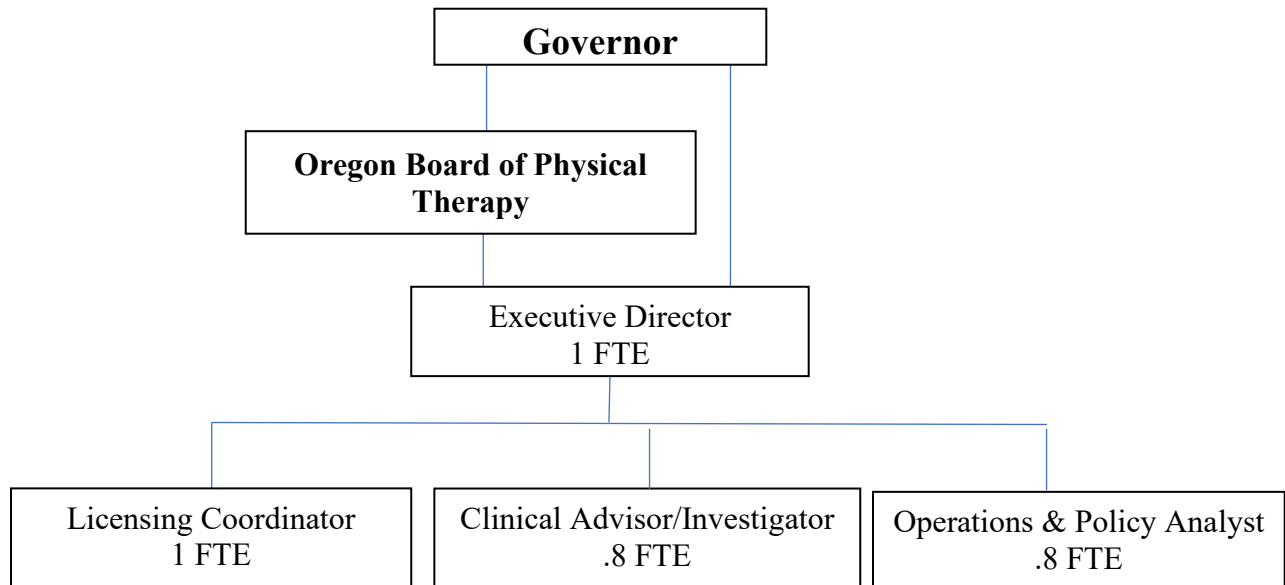 Governor
Oregon Board of Physical
Therapy
Executive Director
1 FTE
Licensing Coordinator
1 FTE
Clinical Advisor/Investigator
.8 FTE
Operations & Policy Analyst
.8 FTE